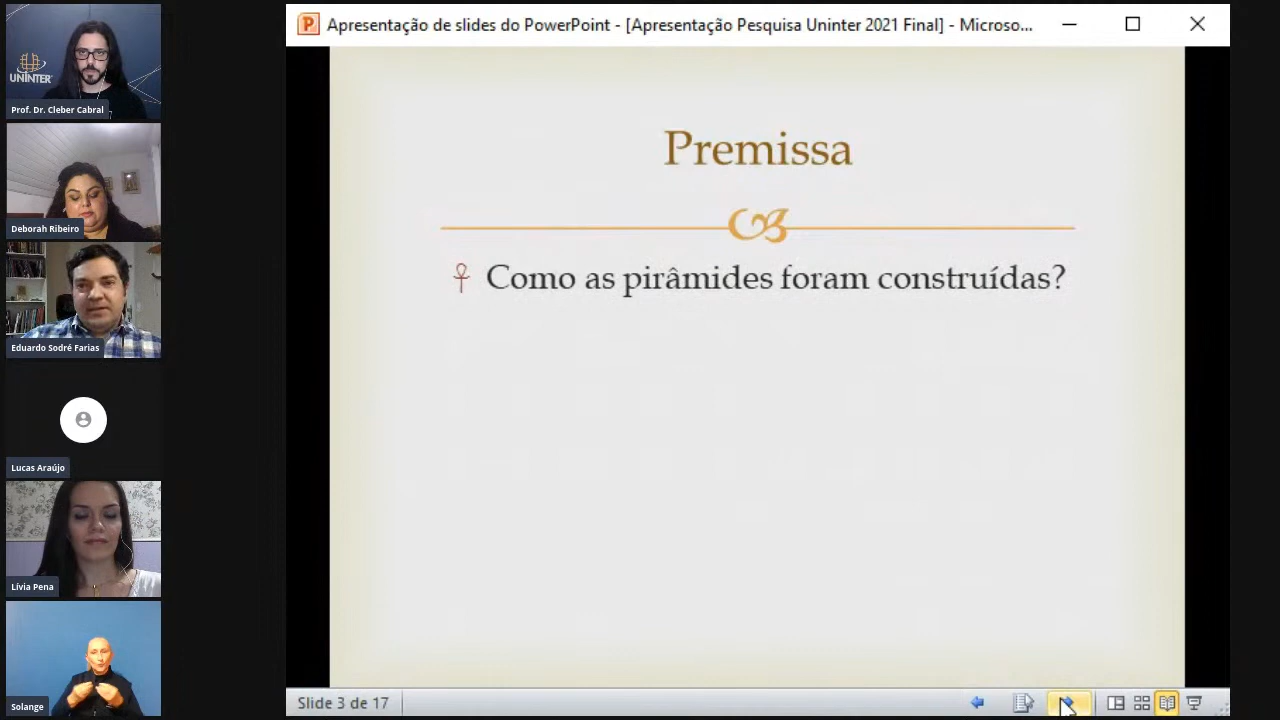 UNINTER
Prof. Dr. Cleber Cabral
Deborah Ribeiro
Eduardo Sodré Farias
Lucas Araújo
Lívia Pena
Solange
Apresentação de slides do PowerPoint - [Apresentação Pesquisa Uninter 2021 Final] - Microso...
Premissa
Como as pirâmides foram construídas?
Slide 3 de 17